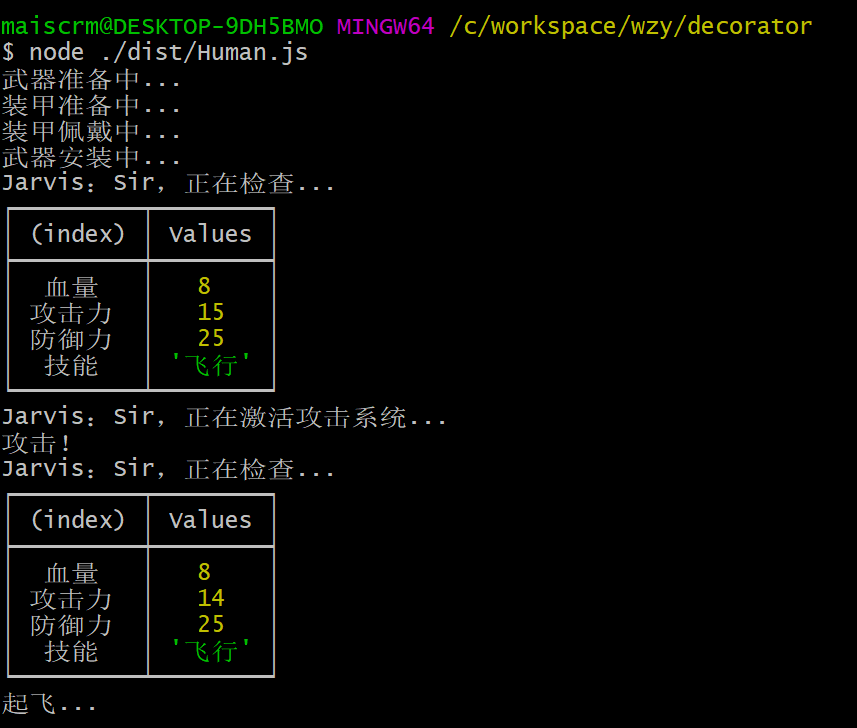 maiscrm@DESKTOP-9DH5BMO MINGW64 /c/workspace/wzy/decorator
$ node ./dist/Human.js
武器准备中...
装甲准备中...
装甲佩戴中...
武器安装中...
Jarvis：Sir，正在检查...
(index) Values
血量 8
攻击力 15
防御力 25
技能 '飞行'
Jarvis：Sir，正在激活攻击系统...
攻击！
Jarvis：Sir，正在检查...
(index) Values
血量 8
攻击力 14
防御力 25
技能 '飞行'
起飞...